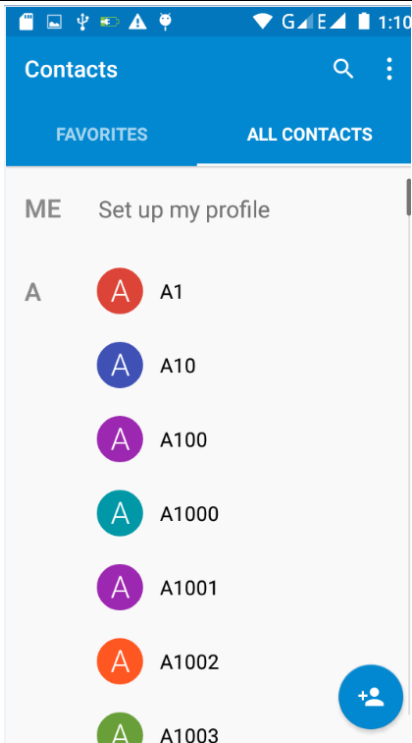 G E 1:10
Contacts
FAVORITES ALL CONTACTS
ME Set up my profile
A A A1
A A10
A A100
A A1000
A A1001
A A1002
A A1003